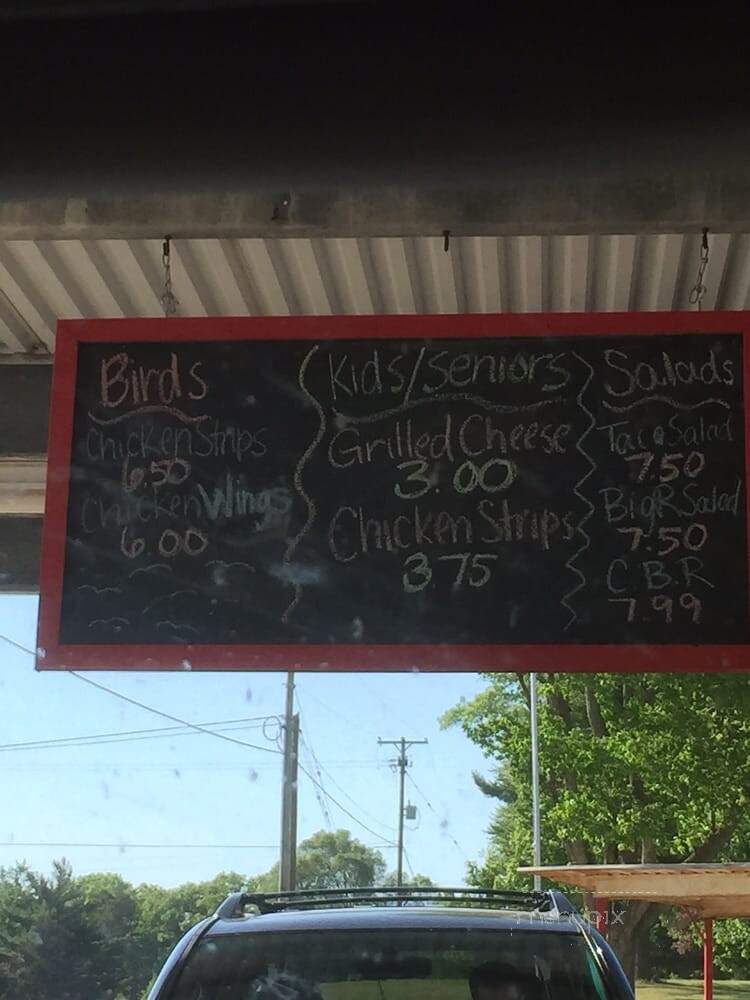 Birds
Chicken Strips
6.50
Chicken Wings
6.00
Kids/Seniors
Grilled Cheese
3.00
Chicken Strips
3.75
Salads
Taco Salad
7.50
Big R Salad
7.50
C.B.R
7.99
menupix